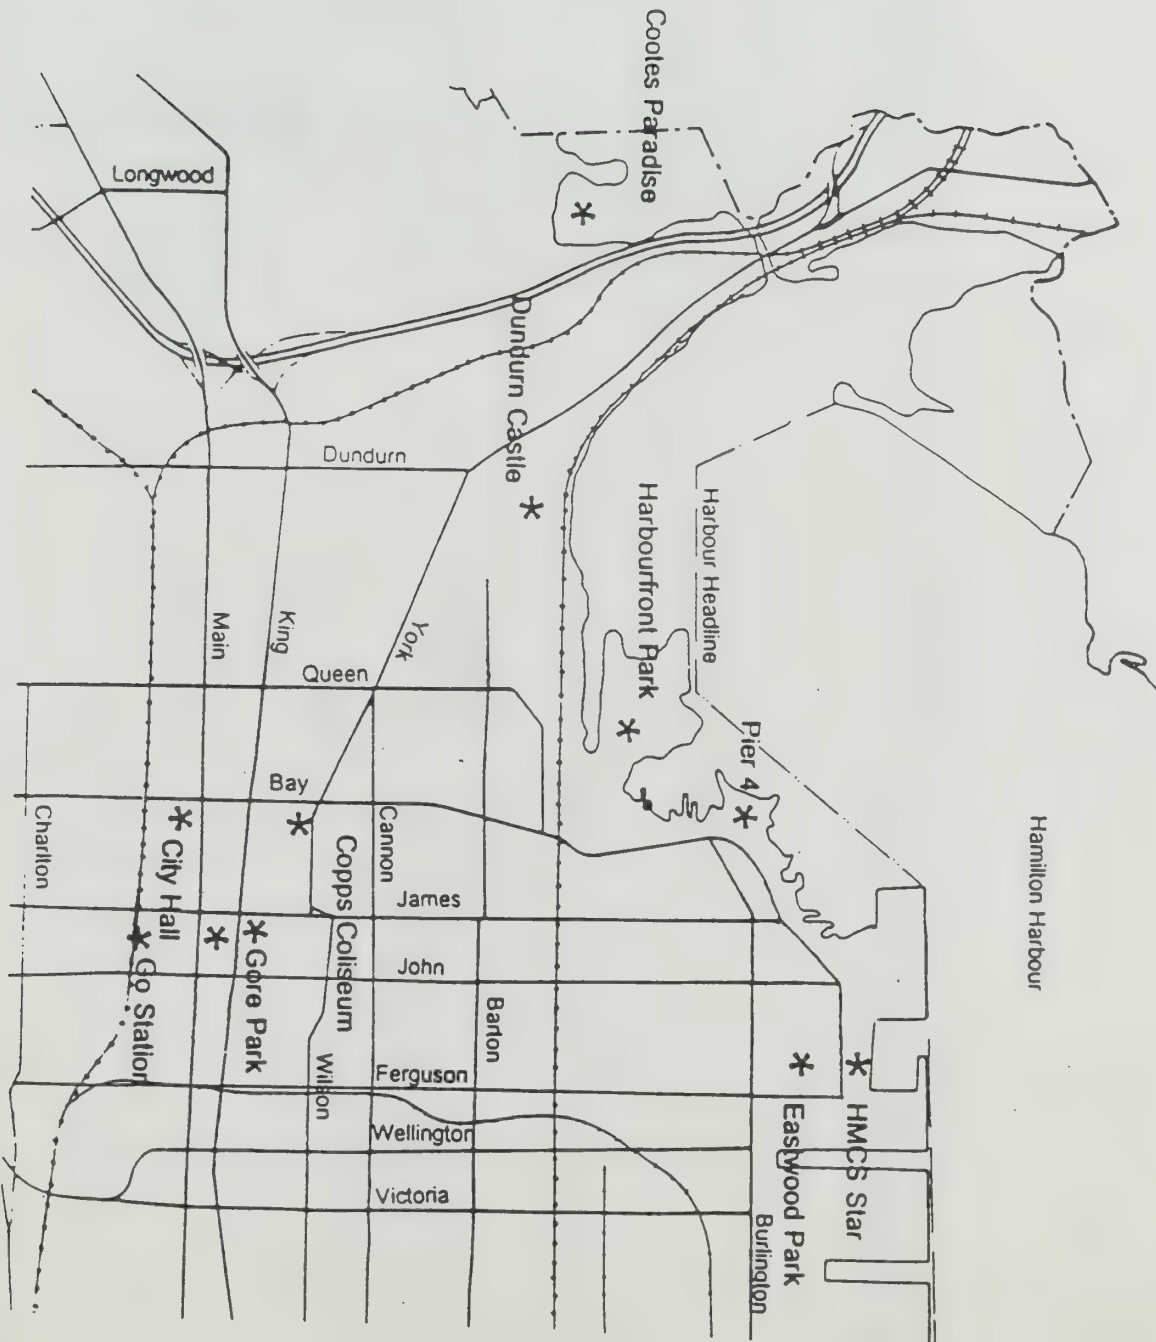 Cootes Paradise
Longwood
Dundurn Castle
Dundurn
Harbour Headline
Harbourfront Park
Main
King
York
Queen
Pier 4
Bay
Hamilton Harbour
Charlton
City Hall
Copps Coliseum
Cannon
James
Go Station
Gore Park
John
Barton
Wilson
Ferguson
Wellington
Victoria
HMCS Star
Eastwood Park
Burlington